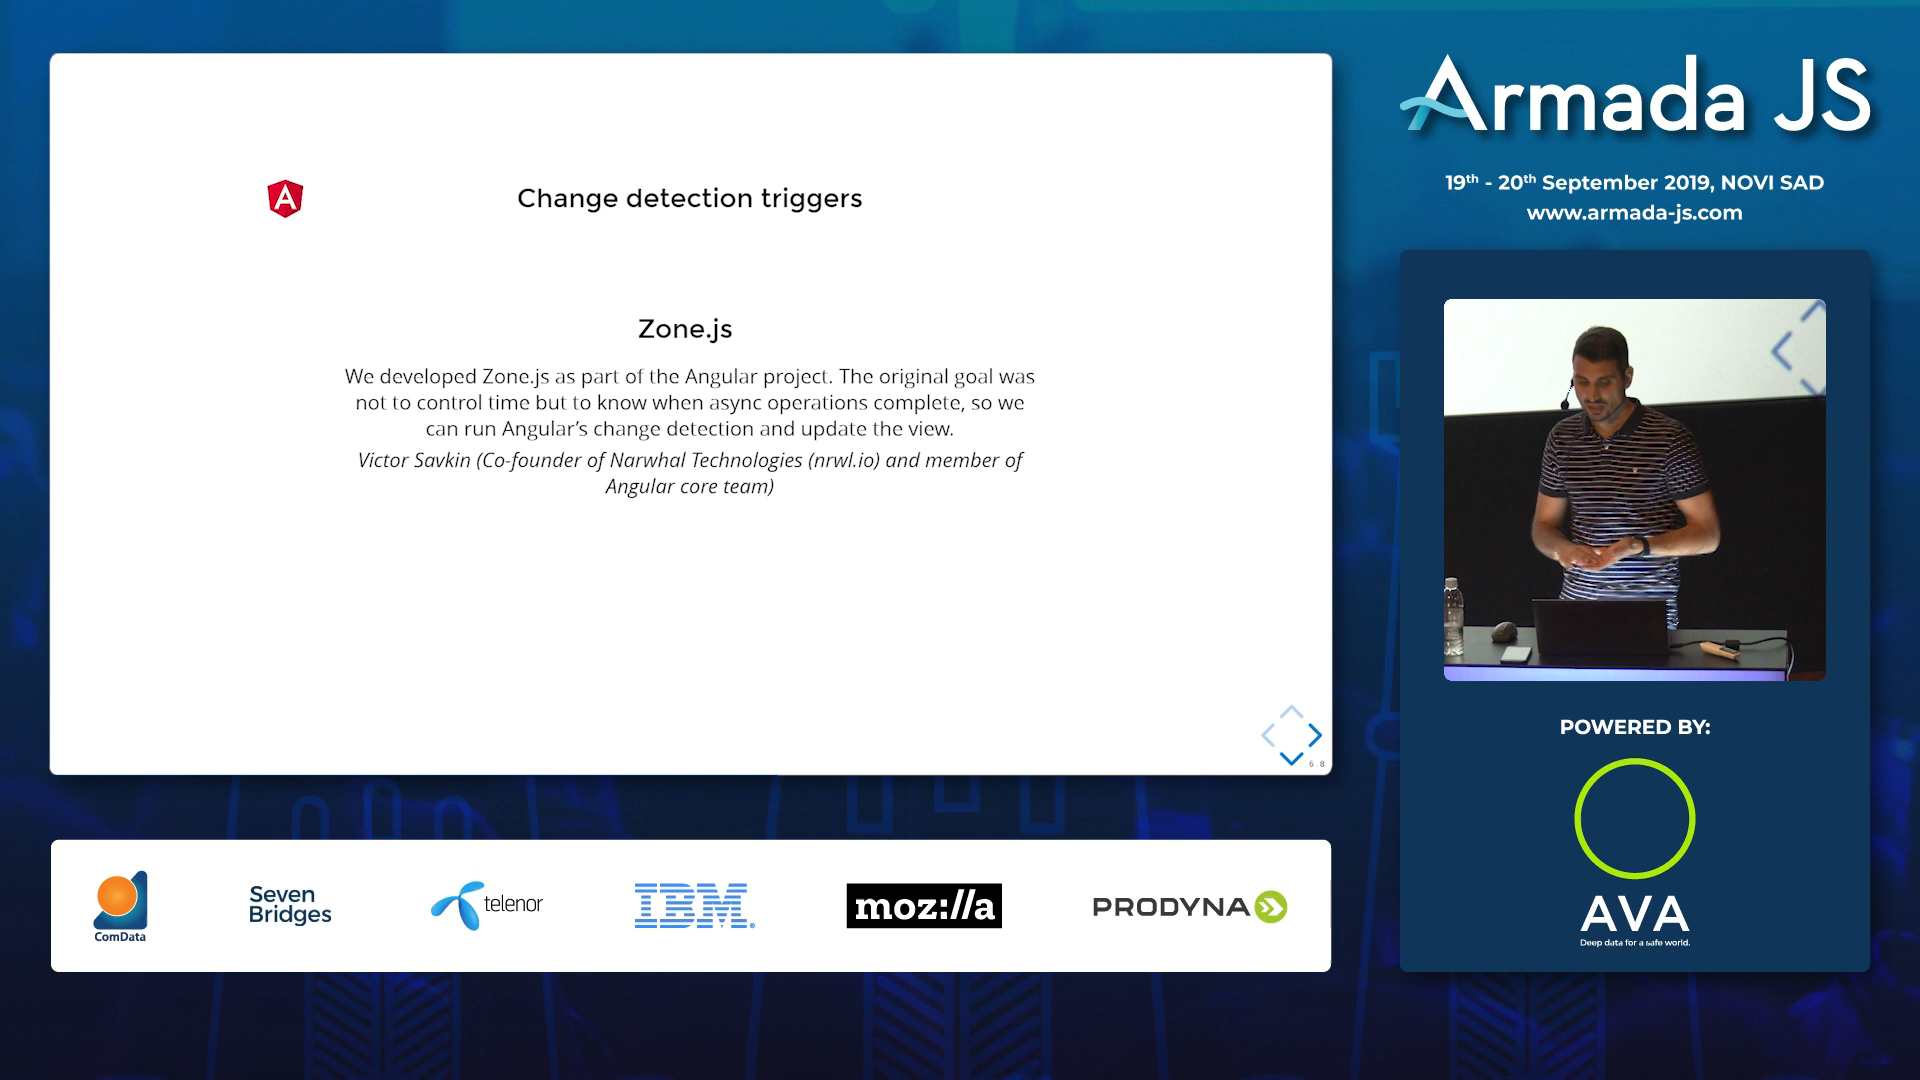 Change detection triggers
Zone.js
We developed Zone.js as part of the Angular project. The original goal was
not to control time but to know when async operations complete, so we
can run Angular’s change detection and update the view.
Victor Savkin (Co-founder of Narwhal Technologies (nrwl.io) and member of
Angular core team)
6.8
Armada JS
19th - 20th September 2019, NOVI SAD
www.armada-js.com
POWERED BY:
AVA
Deep data for a safe world.
ComData
Seven
Bridges
telenor
IBM®
moz://a
PRODYNA